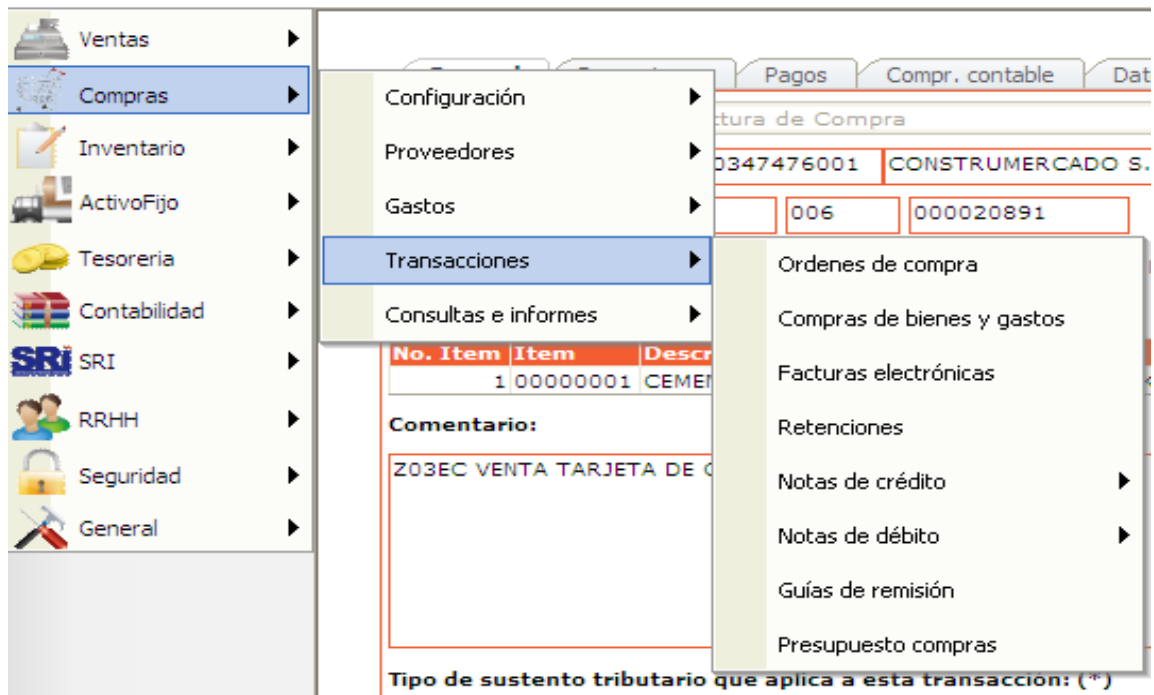 Ventas
Compras
Inventario
ActivoFijo
Tesoreria
Contabilidad
SRi SRI
RRHH
Seguridad
General
Configuración
Proveedores
Gastos
Transacciones
Consultas e informes
Ordenes de compra
Compras de bienes y gastos
Facturas electrónicas
Retenciones
Notas de crédito
Notas de débito
Guías de remisión
Presupuesto compras
Pagos Compr. contable
de Compra
0347476001 CONSTRUMERCADO S.
006 000020891
No. Item Item
1 00000001
Comentario:
Z03EC VENTA TARJETA DE
Tipo de sustento tributario que aplica a esta transacción: (*)